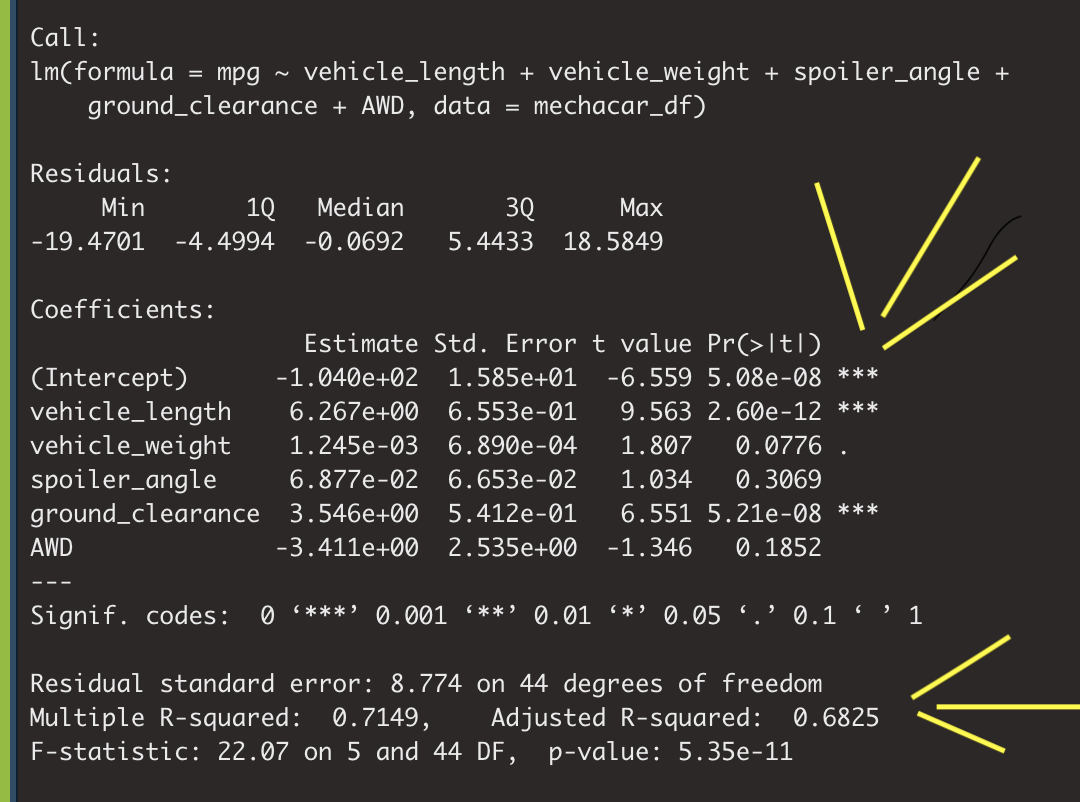 Call:
lm(formula = mpg ~ vehicle_length + vehicle_weight + spoiler_angle +
    ground_clearance + AWD, data = mechacar_df)
Residuals:
     Min       1Q   Median       3Q      Max
-19.4701  -4.4994  -0.0692   5.4433  18.5849
Coefficients:
                   Estimate Std. Error t value Pr(>|t|)
(Intercept)      -1.040e+02  1.585e+01  -6.559 5.08e-08 ***
vehicle_length    6.267e+00  6.553e-01   9.563 2.60e-12 ***
vehicle_weight    1.245e-03  6.890e-04   1.807   0.0776 .
spoiler_angle     6.877e-02  6.653e-02   1.034   0.3069
ground_clearance  3.546e+00  5.412e-01   6.551 5.21e-08 ***
AWD              -3.411e+00  2.535e+00  -1.346   0.1852
---
Signif. codes:  0 ‘***’ 0.001 ‘**’ 0.01 ‘*’ 0.05 ‘.’ 0.1 ‘ ’ 1
Residual standard error: 8.774 on 44 degrees of freedom
Multiple R-squared:  0.7149,    Adjusted R-squared:  0.6825
F-statistic: 22.07 on 5 and 44 DF,  p-value: 5.35e-11